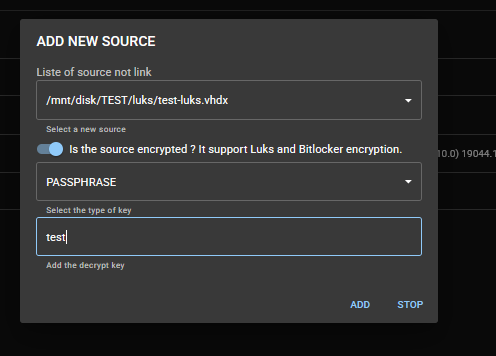 ADD NEW SOURCE
Liste of source not link
/mnt/disk/TEST/luks/test-luks.vhdx
Select a new source
Is the source encrypted ? It support Luks and Bitlocker encryption.
10.0) 19044.1
PASSPHRASE
Select the type of key
test
Add the decrypt key
ADD STOP